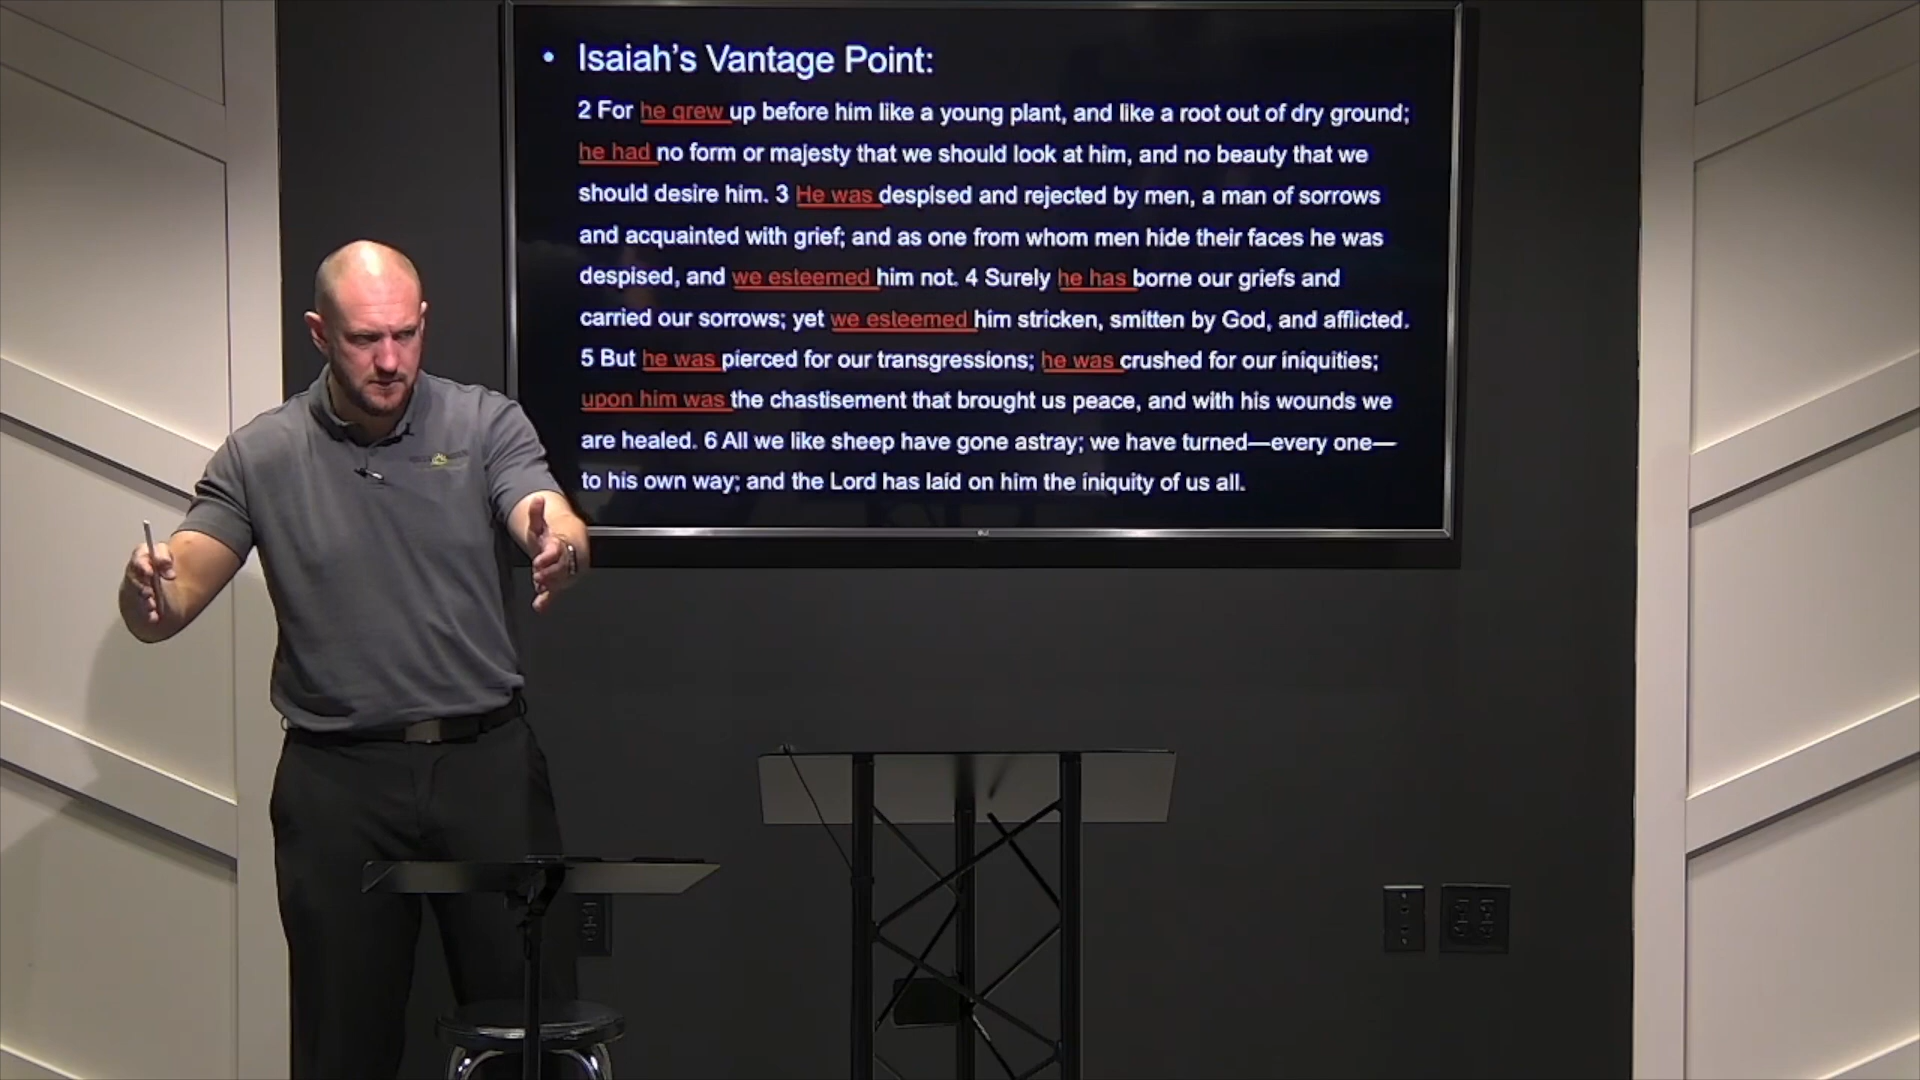 • Isaiah’s Vantage Point:
2 For he grew up before him like a young plant, and like a root out of dry ground;
he had no form or majesty that we should look at him, and no beauty that we
should desire him. 3 He was despised and rejected by men, a man of sorrows
and acquainted with grief; and as one from whom men hide their faces he was
despised, and we esteemed him not. 4 Surely he has borne our griefs and
carried our sorrows; yet we esteemed him stricken, smitten by God, and afflicted.
5 But he was pierced for our transgressions; he was crushed for our iniquities;
upon him was the chastisement that brought us peace, and with his wounds we
are healed. 6 All we like sheep have gone astray; we have turned—every one—
to his own way; and the Lord has laid on him the iniquity of us all.